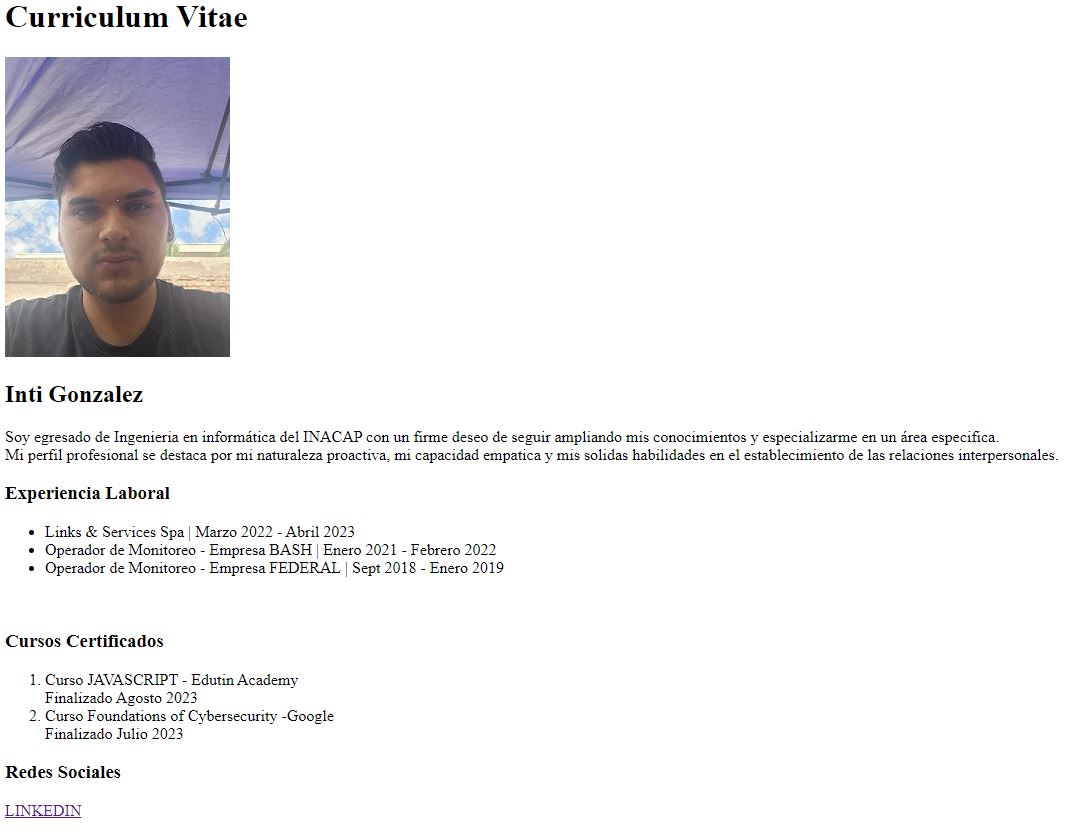 Curriculum Vitae
Inti Gonzalez
Soy egresado de Ingenieria en informática del INACAP con un firme deseo de seguir ampliando mis conocimientos y especializarme en un área especifica.
Mi perfil profesional se destaca por mi naturaleza proactiva, mi capacidad empatica y mis solidas habilidades en el establecimiento de las relaciones interpersonales.
Experiencia Laboral
• Links & Services Spa | Marzo 2022 - Abril 2023
• Operador de Monitoreo - Empresa BASH | Enero 2021 - Febrero 2022
• Operador de Monitoreo - Empresa FEDERAL | Sept 2018 - Enero 2019
Cursos Certificados
1. Curso JAVASCRIPT - Edutin Academy
Finalizado Agosto 2023
2. Curso Foundations of Cybersecurity -Google
Finalizado Julio 2023
Redes Sociales
LINKEDIN